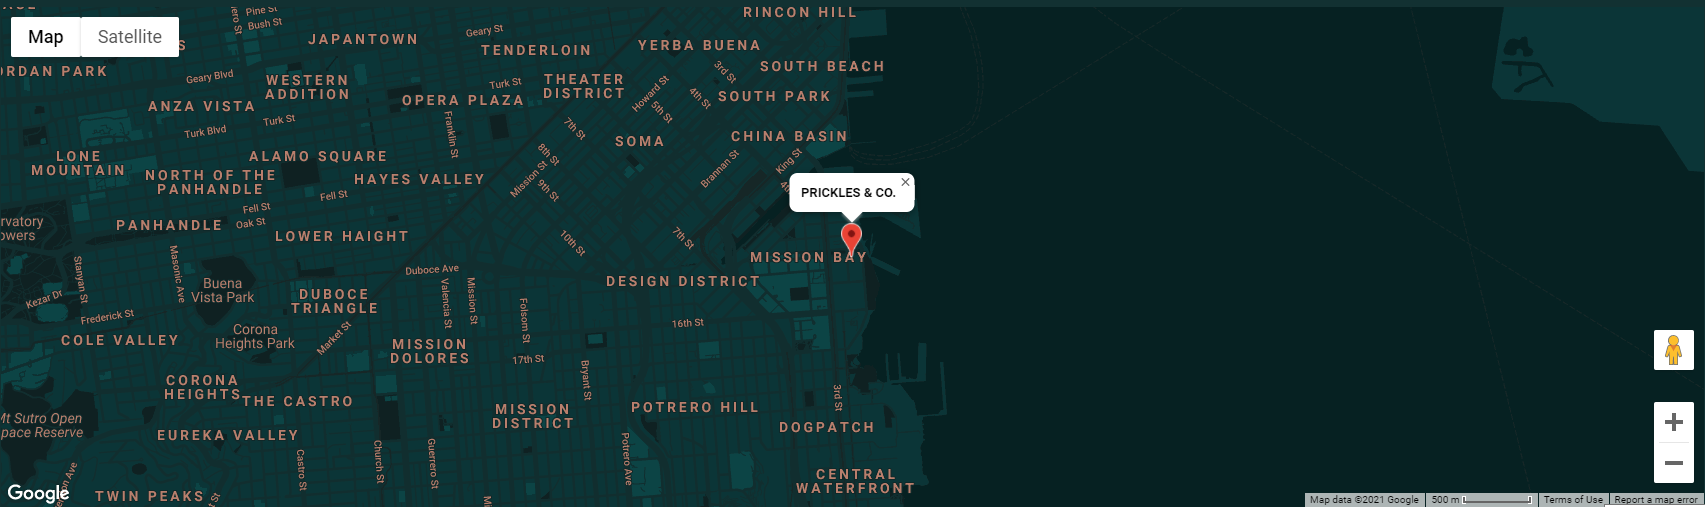 Map
Satellite
RINCON HILL
Pine St
Bush St
Geary St
JAPANTOWN
TENDERLOIN
YERBA BUENA
SOUTH BEACH
ORDAN PARK
Geary Blvd
WESTERN
ADDITION
Turk St
THEATER
DISTRICT
Howard St
3rd St
4th St
5th St
SOUTH PARK
ANZA VISTA
OPERA PLAZA
Turk St
Turk Blvd
Franklin St
7th St
SOMA
CHINA BASIN
LONE
MOUNTAIN
ALAMO SQUARE
8th St
Mission St
9th St
Brannan St
King St
NORTH OF THE
PANHANDLE
HAYES VALLEY
Fell St
PRICKLES & CO.
Fell St
Oak St
PANHANDLE
LOWER HAIGHT
10th St
7th St
MISSION BAY
Stanyan St
Masonic Ave
Duboce Ave
DESIGN DISTRICT
Buena
Vista Park
DUBOCE
TRIANGLE
Valencia St
Mission St
Folsom St
Kezar Dr
Frederick St
Corona
Heights Park
Market St
16th St
COLE VALLEY
MISSION
DOLORES
17th St
Bryant St
CORONA
HEIGHTS
THE CASTRO
3rd St
Mt Sutro Open
pace Reserve
MISSION
DISTRICT
POTRERO HILL
DOGPATCH
EUREKA VALLEY
Castro St
Church St
Guerrero St
Potrero Ave
CENTRAL
WATERFRONT
TWIN PEAKS
Google
Map data ©2021 Google
500 m
Terms of Use
Report a map error